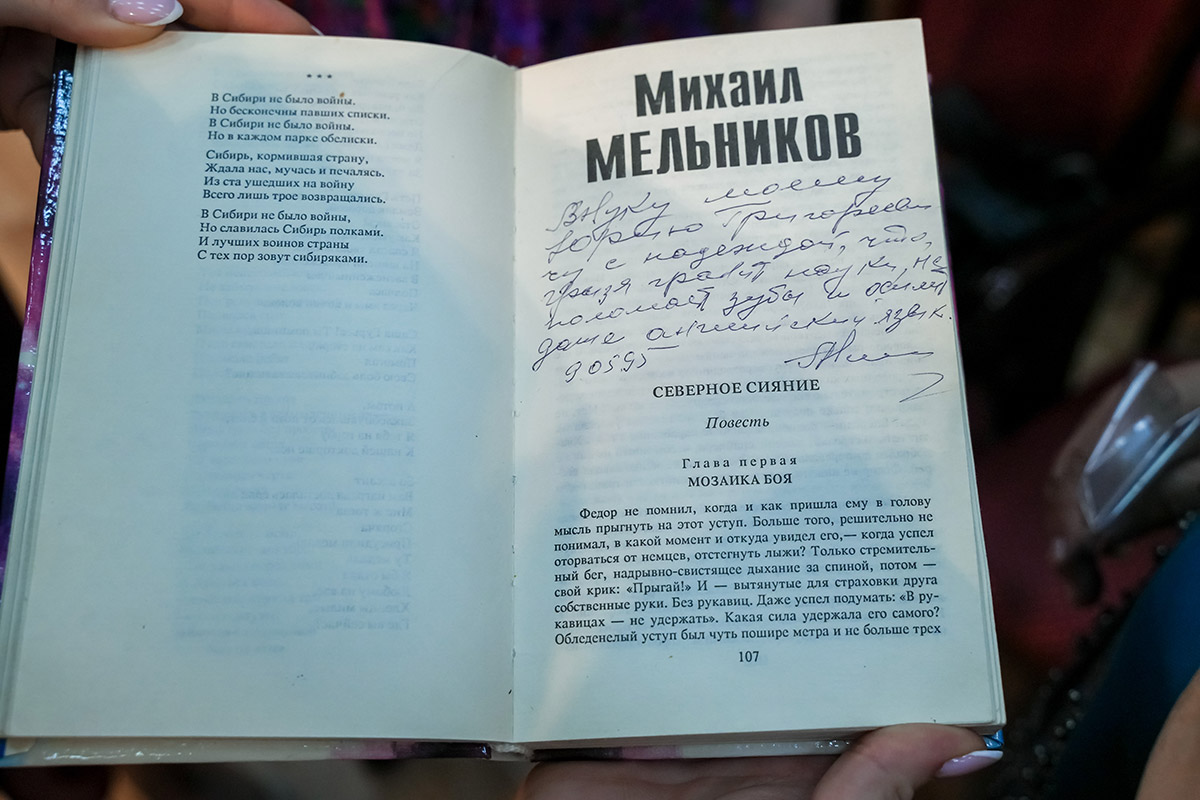 * * *
В Сибири не было войны.
Но бесконечны павших списки.
В Сибири не было войны.
Но в каждом парке обелиски.
Сибирь, кормившая страну,
Ждала нас, мучась и печалясь.
Из ста ушедших на войну
Всего лишь трое возвращались.
В Сибири не было войны,
Но славилась Сибирь полками.
И лучших воинов страны
С тех пор зовут сибиряками.
Михаил
МЕЛЬНИКОВ
Внуку моему
Юрию Григорьеви
чу с надеждой, что,
грызя гранит науки, не
поломает зубы и осилит
даже английский язык.
90595
СЕВЕРНОЕ СИЯНИЕ
Повесть
Глава первая
МОЗАИКА БОЯ
Федор не помнил, когда и как пришла ему в голову
мысль прыгнуть на этот уступ. Больше того, решительно не
понимал, в какой момент и откуда увидел его,— когда успел
оторваться от немцев, отстегнуть лыжи? Только стремитель-
ный бег, надрывно-свистящее дыхание за спиной, потом —
свой крик: «Прыгай!» И — вытянутые для страховки друга
собственные руки. Без рукавиц. Даже успел подумать: «В ру-
кавицах — не удержать». Какая сила удержала его самого?
Обледенелый уступ был чуть пошире метра и не больше трех
107